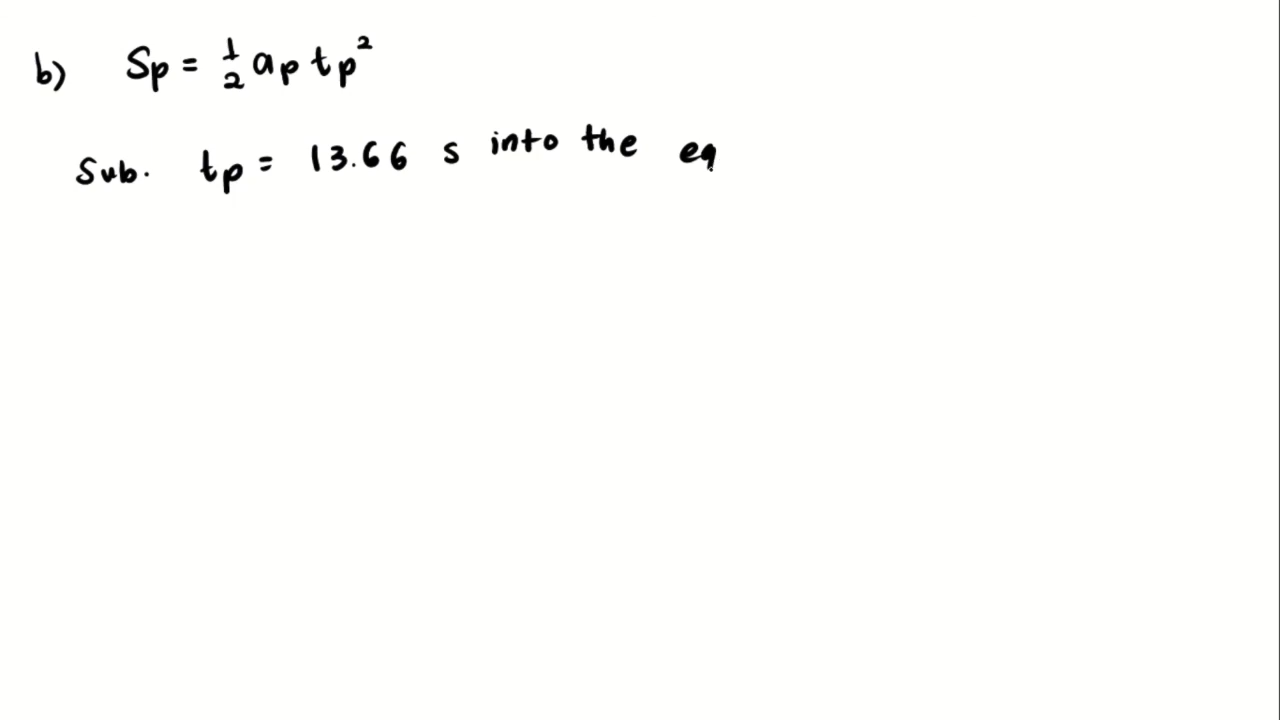 b) Sp = 1/2 ap tp²
Sub. tp = 13.66 s into the eq